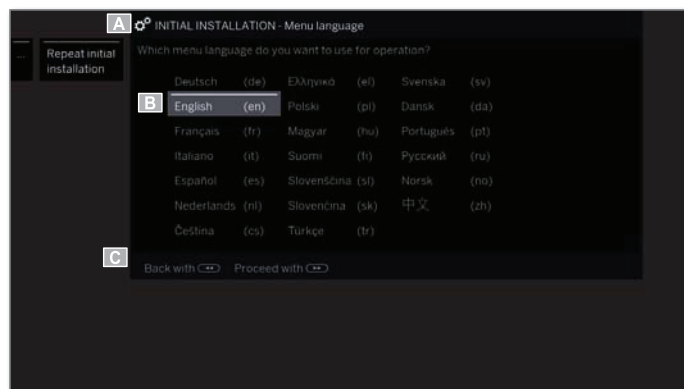 A INITIAL INSTALLATION - Menu language
... Repeat initial installation
Which menu language do you want to use for operation?
Deutsch (de) Ελληνικά (el) Svenska (sv)
B English (en) Polski (pl) Dansk (da)
Français (fr) Magyar (hu) Português (pt)
Italiano (it) Suomi (fi) Русский (ru)
Español (es) Slovenščina (sl) Norsk (no)
Nederlands (nl) Slovenčina (sk) 中文 (zh)
Čeština (cs) Türkçe (tr)
C Back with Proceed with